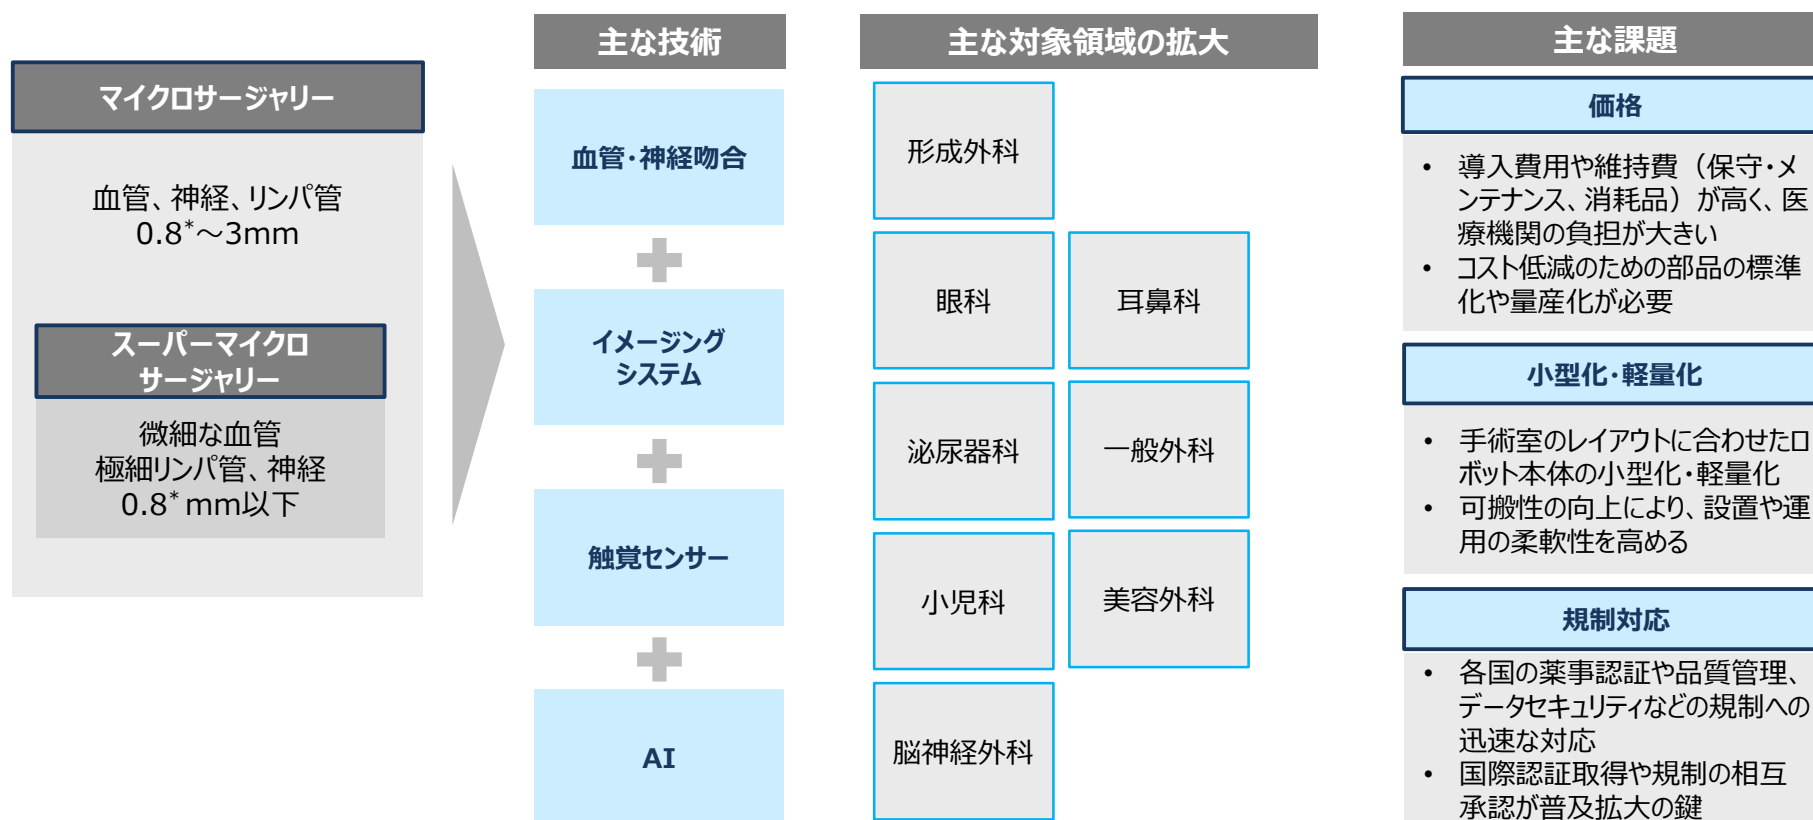 マイクロサージャリー
血管、神経、リンパ管
0.8*～3mm
スーパーマイクロ
サージャリー
微細な血管
極細リンパ管、神経
0.8*mm以下
主な技術
血管・神経吻合
イメージング
システム
触覚センサー
AI
主な対象領域の拡大
形成外科
眼科
耳鼻科
泌尿器科
一般外科
小児科
美容外科
脳神経外科
主な課題
価格
• 導入費用や維持費（保守・メ
ンテナンス、消耗品）が高く、医
療機関の負担が大きい
• コスト低減のための部品の標準
化や量産化が必要
小型化・軽量化
• 手術室のレイアウトに合わせたロ
ボット本体の小型化・軽量化
• 可搬性の向上により、設置や運
用の柔軟性を高める
規制対応
• 各国の薬事認証や品質管理、
データセキュリティなどの規制への
迅速な対応
• 国際認証取得や規制の相互
承認が普及拡大の鍵